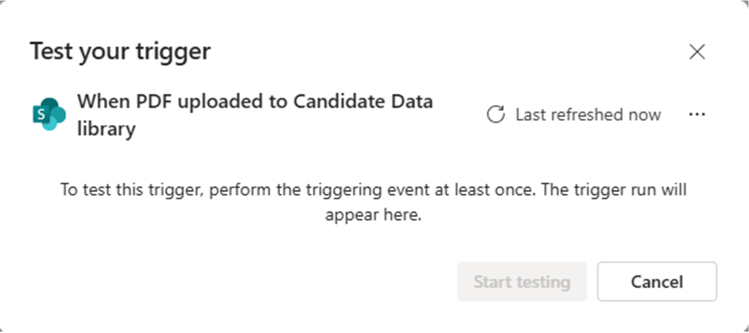 Test your trigger
When PDF uploaded to Candidate Data
library
Last refreshed now
To test this trigger, perform the triggering event at least once. The trigger run will
appear here.
Start testing
Cancel